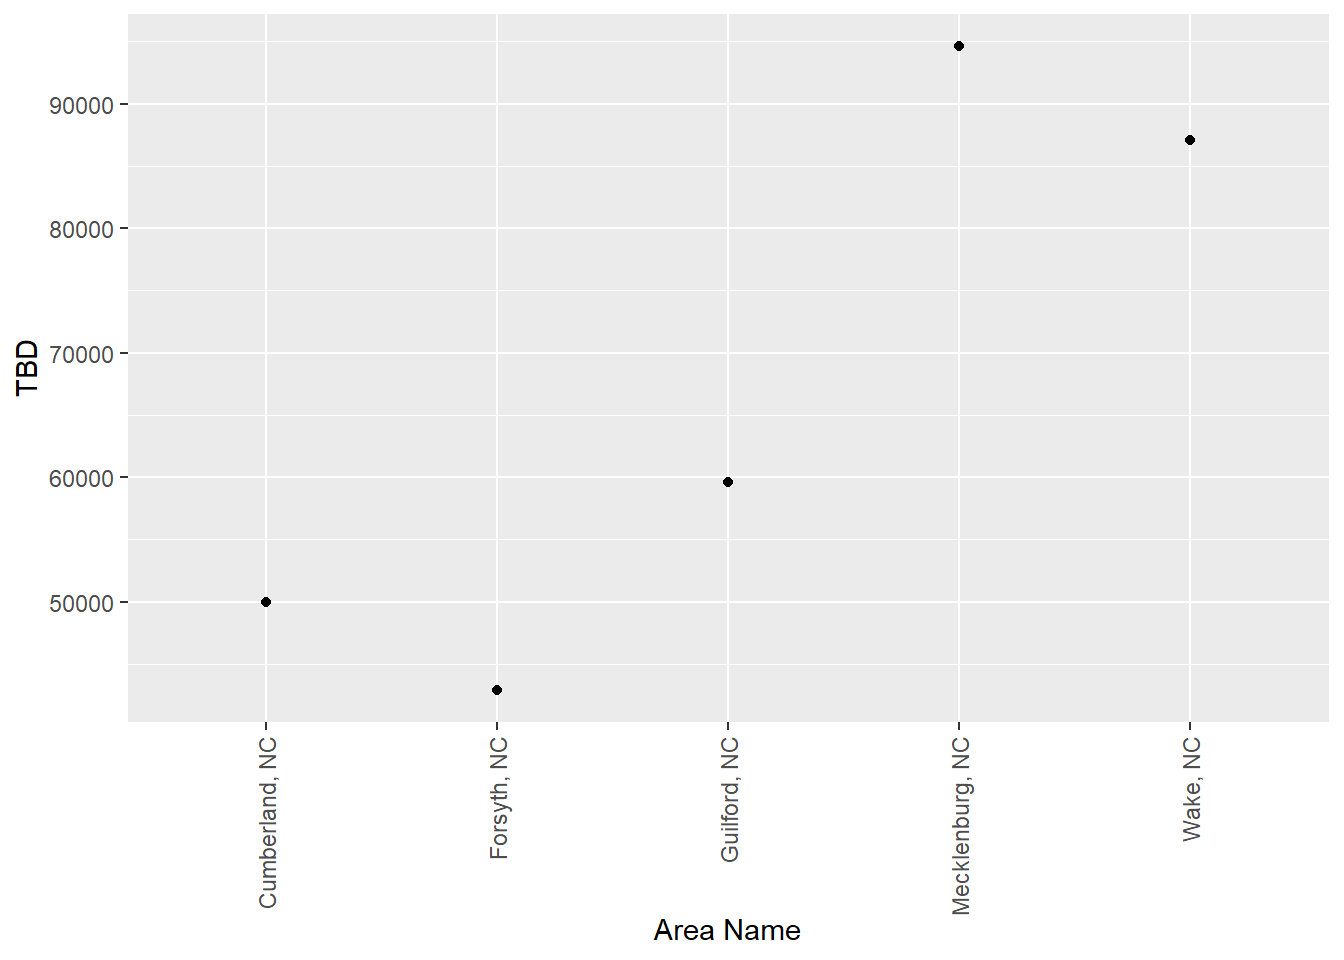 90000
80000
70000
60000
50000
TBD
Cumberland, NC
Forsyth, NC
Guilford, NC
Mecklenburg, NC
Wake, NC
Area Name